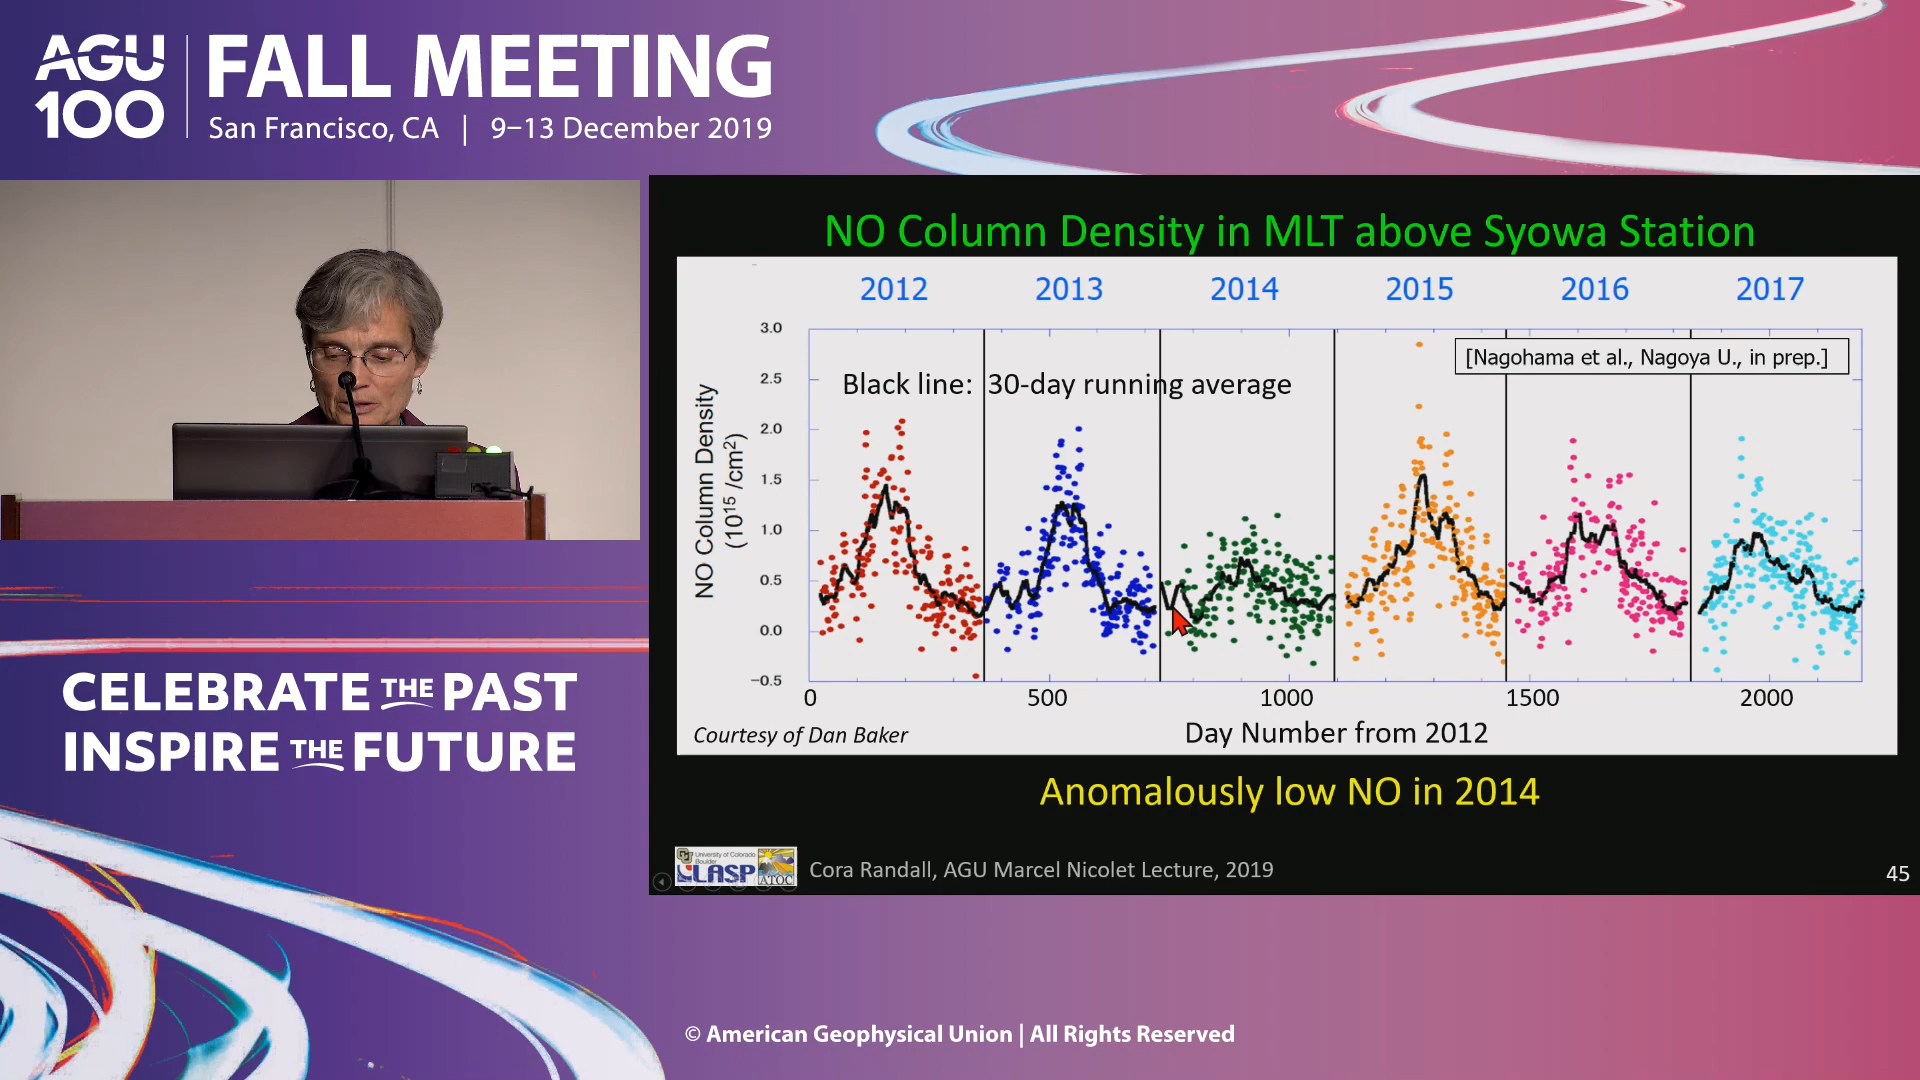 AGU
100
FALL MEETING
San Francisco, CA | 9–13 December 2019
NO Column Density in MLT above Syowa Station
2012 2013 2014 2015 2016 2017
[Nagohama et al., Nagoya U., in prep.]
Black line: 30-day running average
NO Column Density
(10¹⁵ /cm²)
3.0
2.5
2.0
1.5
1.0
0.5
0.0
−0.5
0 500 1000 1500 2000
Day Number from 2012
Courtesy of Dan Baker
Anomalously low NO in 2014
University of Colorado
Boulder
LASP
ATOC
Cora Randall, AGU Marcel Nicolet Lecture, 2019
45
CELEBRATE THE PAST
INSPIRE THE FUTURE
© American Geophysical Union | All Rights Reserved